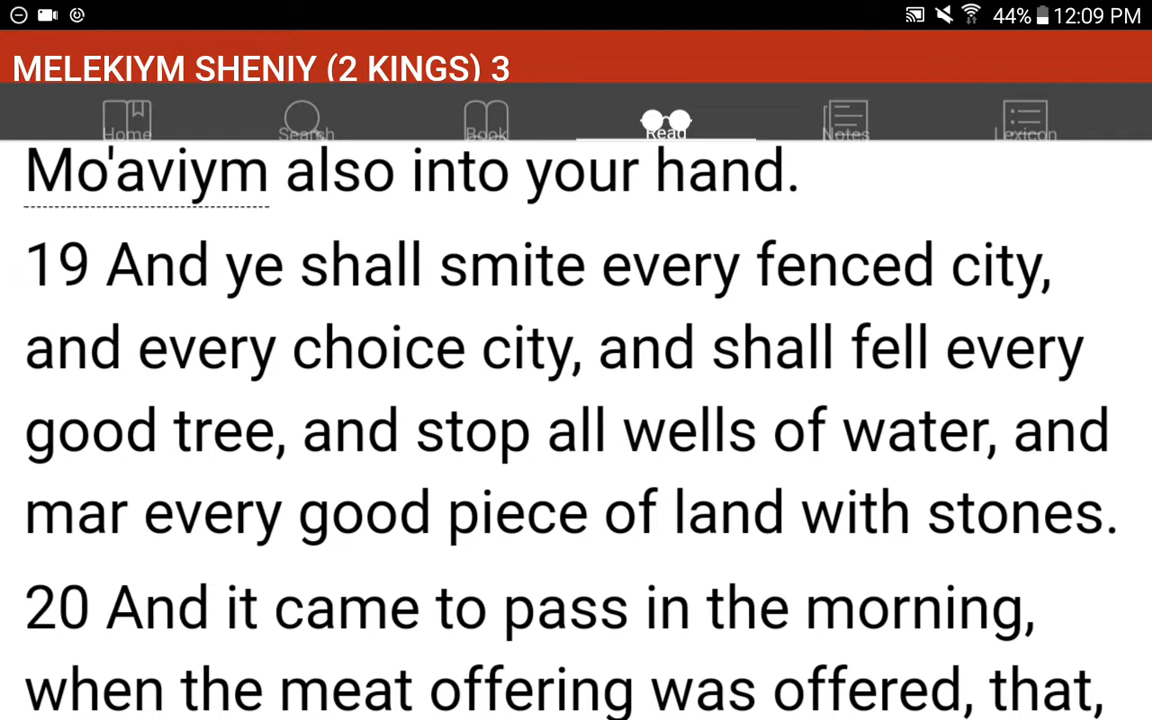 44% 12:09 PM
MELEKIYM SHENIY (2 KINGS) 3
Home Search Book Read Notes Lexicon
Mo'aviym also into your hand.
19 And ye shall smite every fenced city,
and every choice city, and shall fell every
good tree, and stop all wells of water, and
mar every good piece of land with stones.
20 And it came to pass in the morning,
when the meat offering was offered, that,